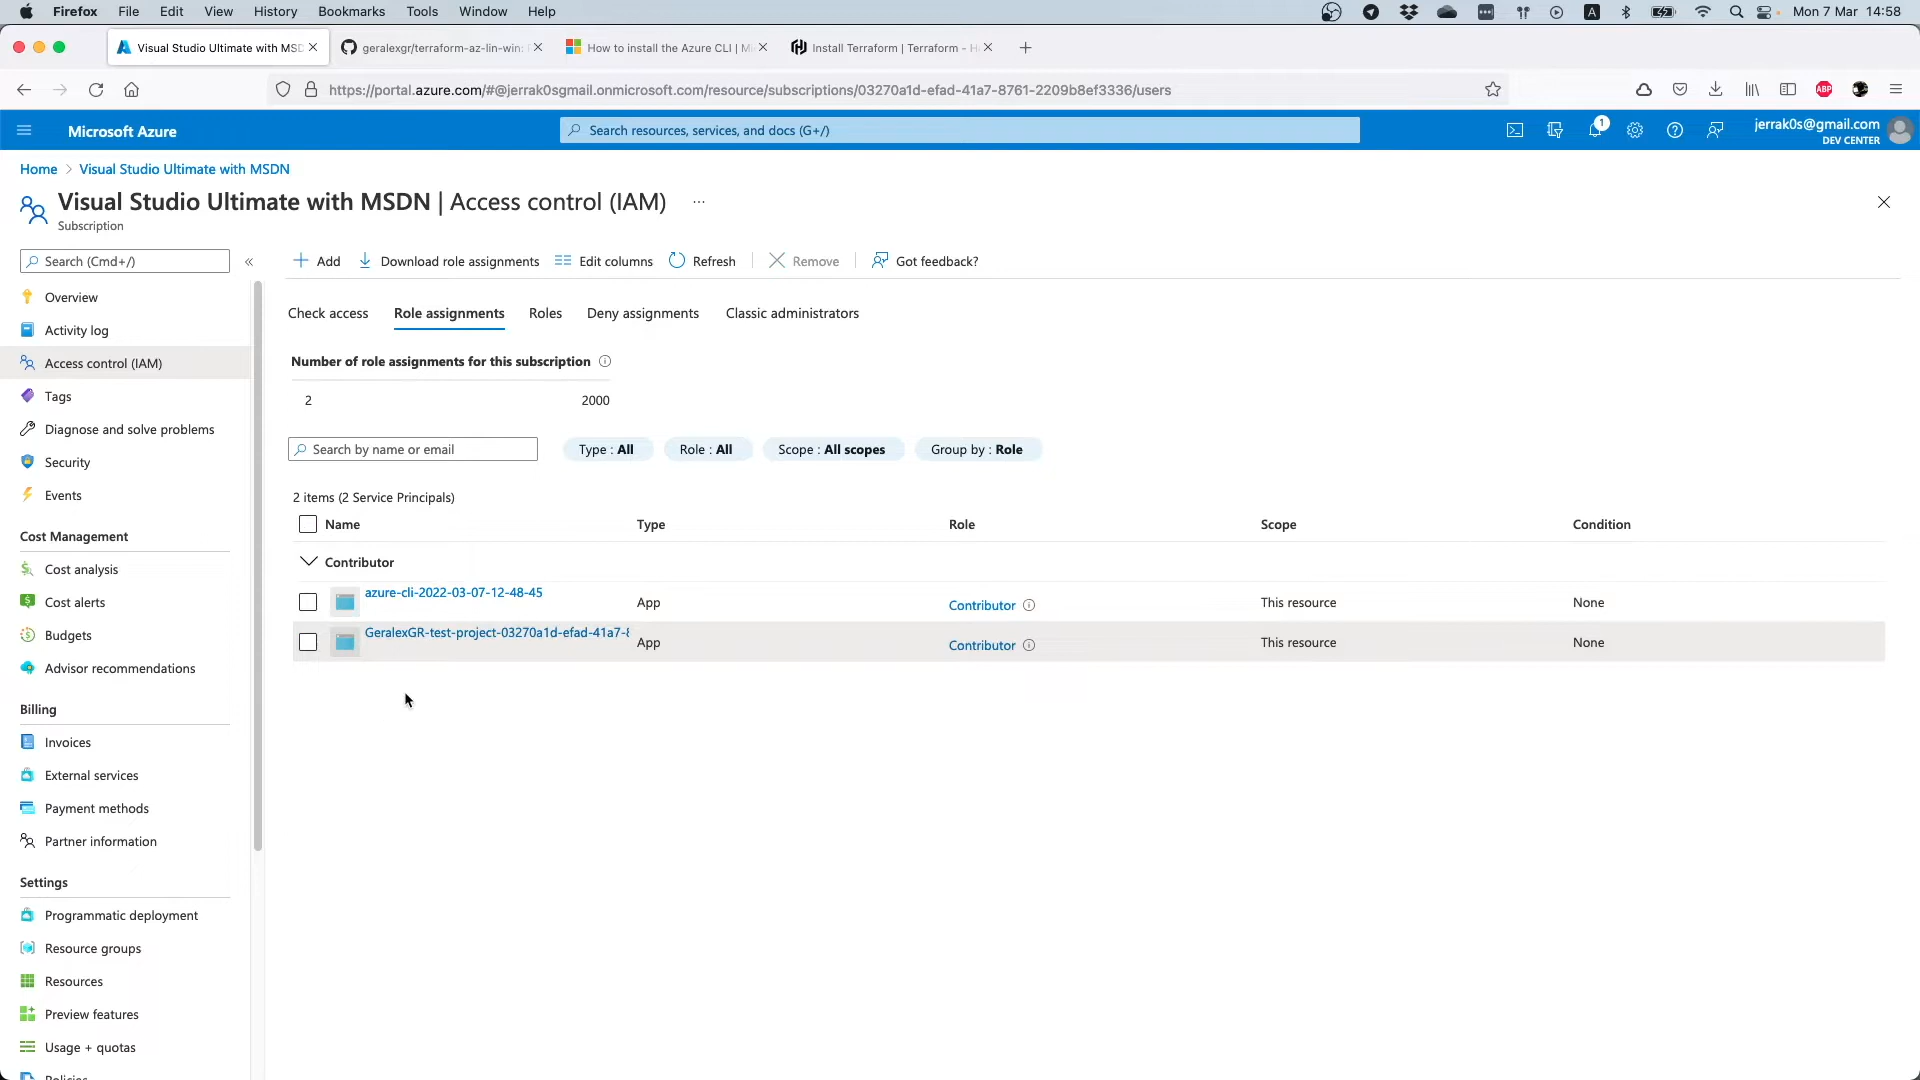 Firefox File Edit View History Bookmarks Tools Window Help A Mon 7 Mar 14:58
Visual Studio Ultimate with MSD geralexgr/terraform-az-lin-win: How to install the Azure CLI | Mi Install Terraform | Terraform - H
https://portal.azure.com/#@jerrak0sgmail.onmicrosoft.com/resource/subscriptions/03270a1d-efad-41a7-8761-2209b8ef3336/users ABP
Microsoft Azure Search resources, services, and docs (G+/) 1 jerrak0s@gmail.com
DEV CENTER
Home > Visual Studio Ultimate with MSDN
Visual Studio Ultimate with MSDN | Access control (IAM) ...
Subscription
Search (Cmd+/) «
Add Download role assignments Edit columns Refresh Remove Got feedback?
Overview
Activity log
Access control (IAM)
Tags
Diagnose and solve problems
Security
Events
Cost Management
Cost analysis
Cost alerts
Budgets
Advisor recommendations
Billing
Invoices
External services
Payment methods
Partner information
Settings
Programmatic deployment
Resource groups
Resources
Preview features
Usage + quotas
Policies
Check access Role assignments Roles Deny assignments Classic administrators
Number of role assignments for this subscription
2 2000
Search by name or email Type : All Role : All Scope : All scopes Group by : Role
2 items (2 Service Principals)
Name Type Role Scope Condition
Contributor
azure-cli-2022-03-07-12-48-45 App Contributor This resource None
GeralexGR-test-project-03270a1d-efad-41a7-8 App Contributor This resource None